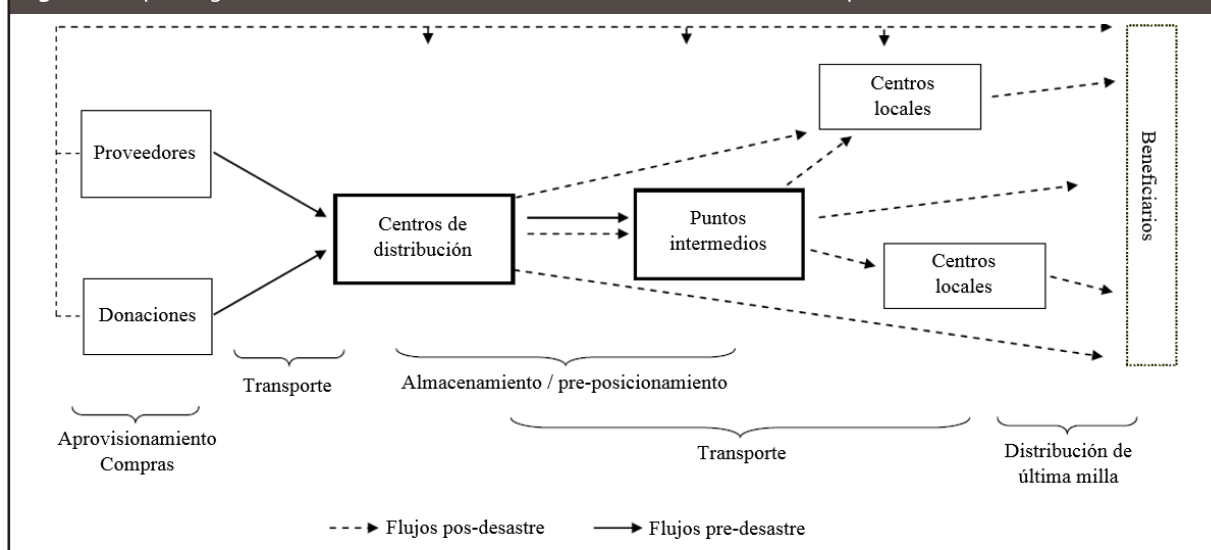 Proveedores
Donaciones
Centros de
distribución
Puntos
intermedios
Centros
locales
Centros
locales
Beneficiarios
Transporte
Almacenamiento / pre-posicionamiento
Aprovisionamiento
Compras
Transporte
Distribución de
última milla
Flujos pos-desastre
Flujos pre-desastre